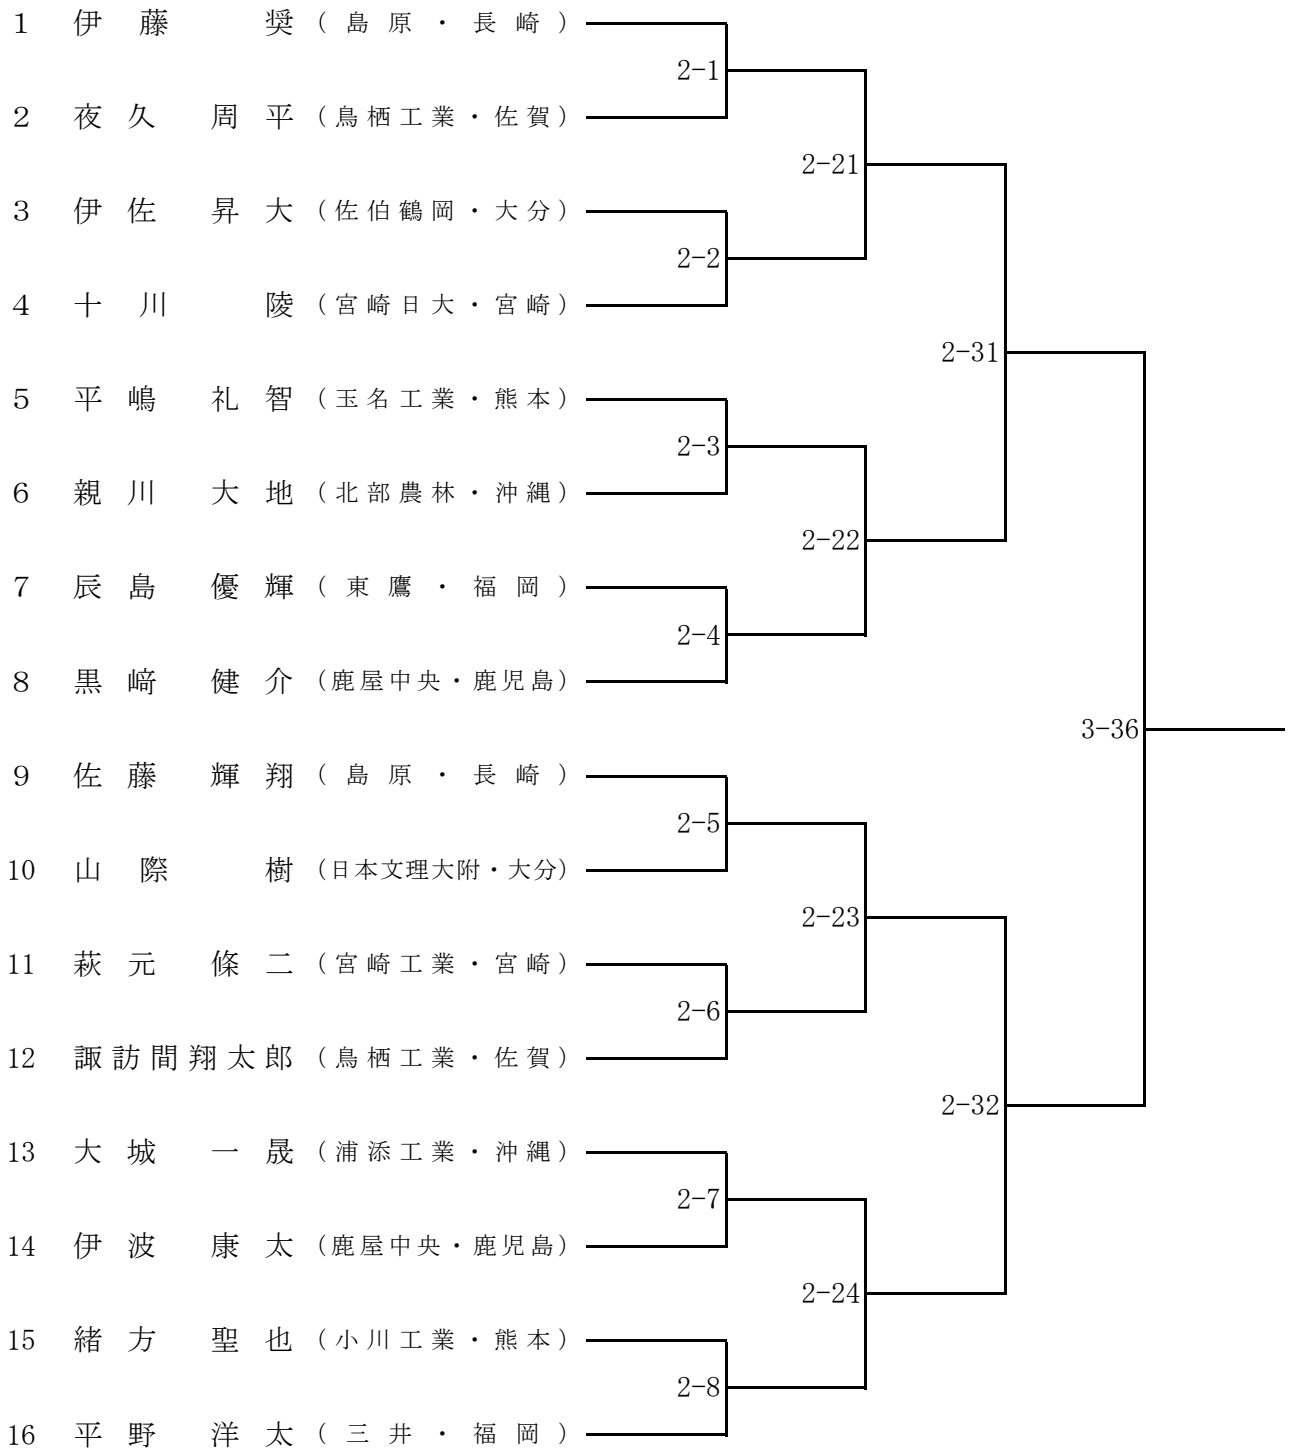 1 伊藤 奨 (島原・長崎)
2-1
2 夜久 周平 (鳥栖工業・佐賀)
2-21
3 伊佐 昇大 (佐伯鶴岡・大分)
2-2
4 十川 陵 (宮崎日大・宮崎)
2-31
5 平嶋 礼智 (玉名工業・熊本)
2-3
6 親川 大地 (北部農林・沖縄)
2-22
7 辰島 優輝 (東鷹・福岡)
2-4
8 黒﨑 健介 (鹿屋中央・鹿児島)
3-36
9 佐藤 輝翔 (島原・長崎)
2-5
10 山際 樹 (日本文理大附・大分)
2-23
11 萩元 條二 (宮崎工業・宮崎)
2-6
12 諏訪間翔太郎 (鳥栖工業・佐賀)
2-32
13 大城 一晟 (浦添工業・沖縄)
2-7
14 伊波 康太 (鹿屋中央・鹿児島)
2-24
15 緒方 聖也 (小川工業・熊本)
2-8
16 平野 洋太 (三井・福岡)